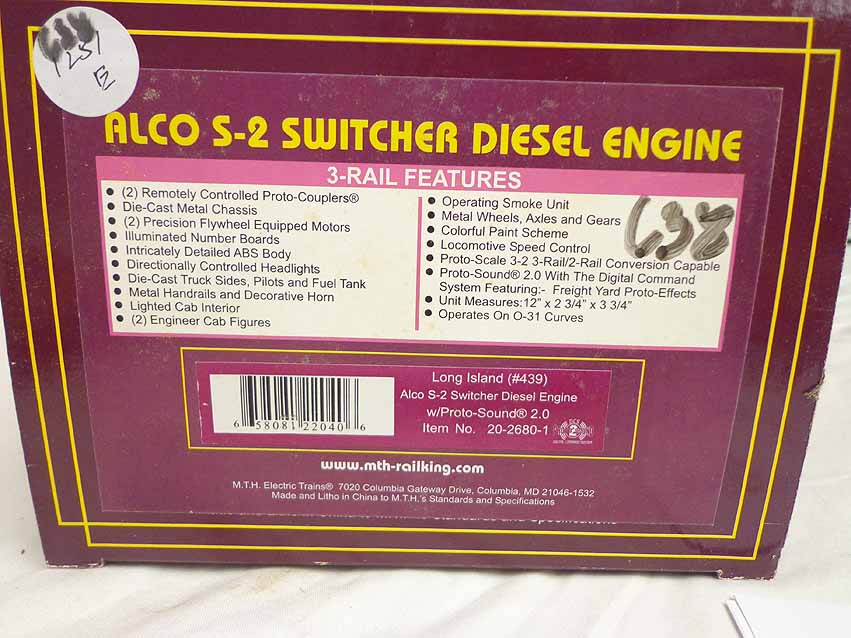 1251
ALCO S-2 SWITCHER DIESEL ENGINE
3-RAIL FEATURES
(2) Remotely Controlled Proto-Couplers®
Die-Cast Metal Chassis
(2) Precision Flywheel Equipped Motors
Illuminated Number Boards
Intricately Detailed ABS Body
Directionally Controlled Headlights
Die-Cast Truck Sides, Pilots and Fuel Tank
Metal Handrails and Decorative Horn
Lighted Cab Interior
(2) Engineer Cab Figures
Operating Smoke Unit
Metal Wheels, Axles and Gears
Colorful Paint Scheme
Locomotive Speed Control
Proto-Scale 3-2 3-Rail/2-Rail Conversion Capable
Proto-Sound® 2.0 With The Digital Command
System Featuring:- Freight Yard Proto-Effects
Unit Measures:12" x 2 3/4" x 3 3/4"
Operates On O-31 Curves
638
Long Island (#439)
Alco S-2 Switcher Diesel Engine
w/Proto-Sound® 2.0
Item No. 20-2680-1
6 58081 22040 6
www.mth-railking.com
M.T.H. Electric Trains® 7020 Columbia Gateway Drive, Columbia, MD 21046-1532
Made and Litho in China to M.T.H.'s Standards and Specifications
Standards and Specifications